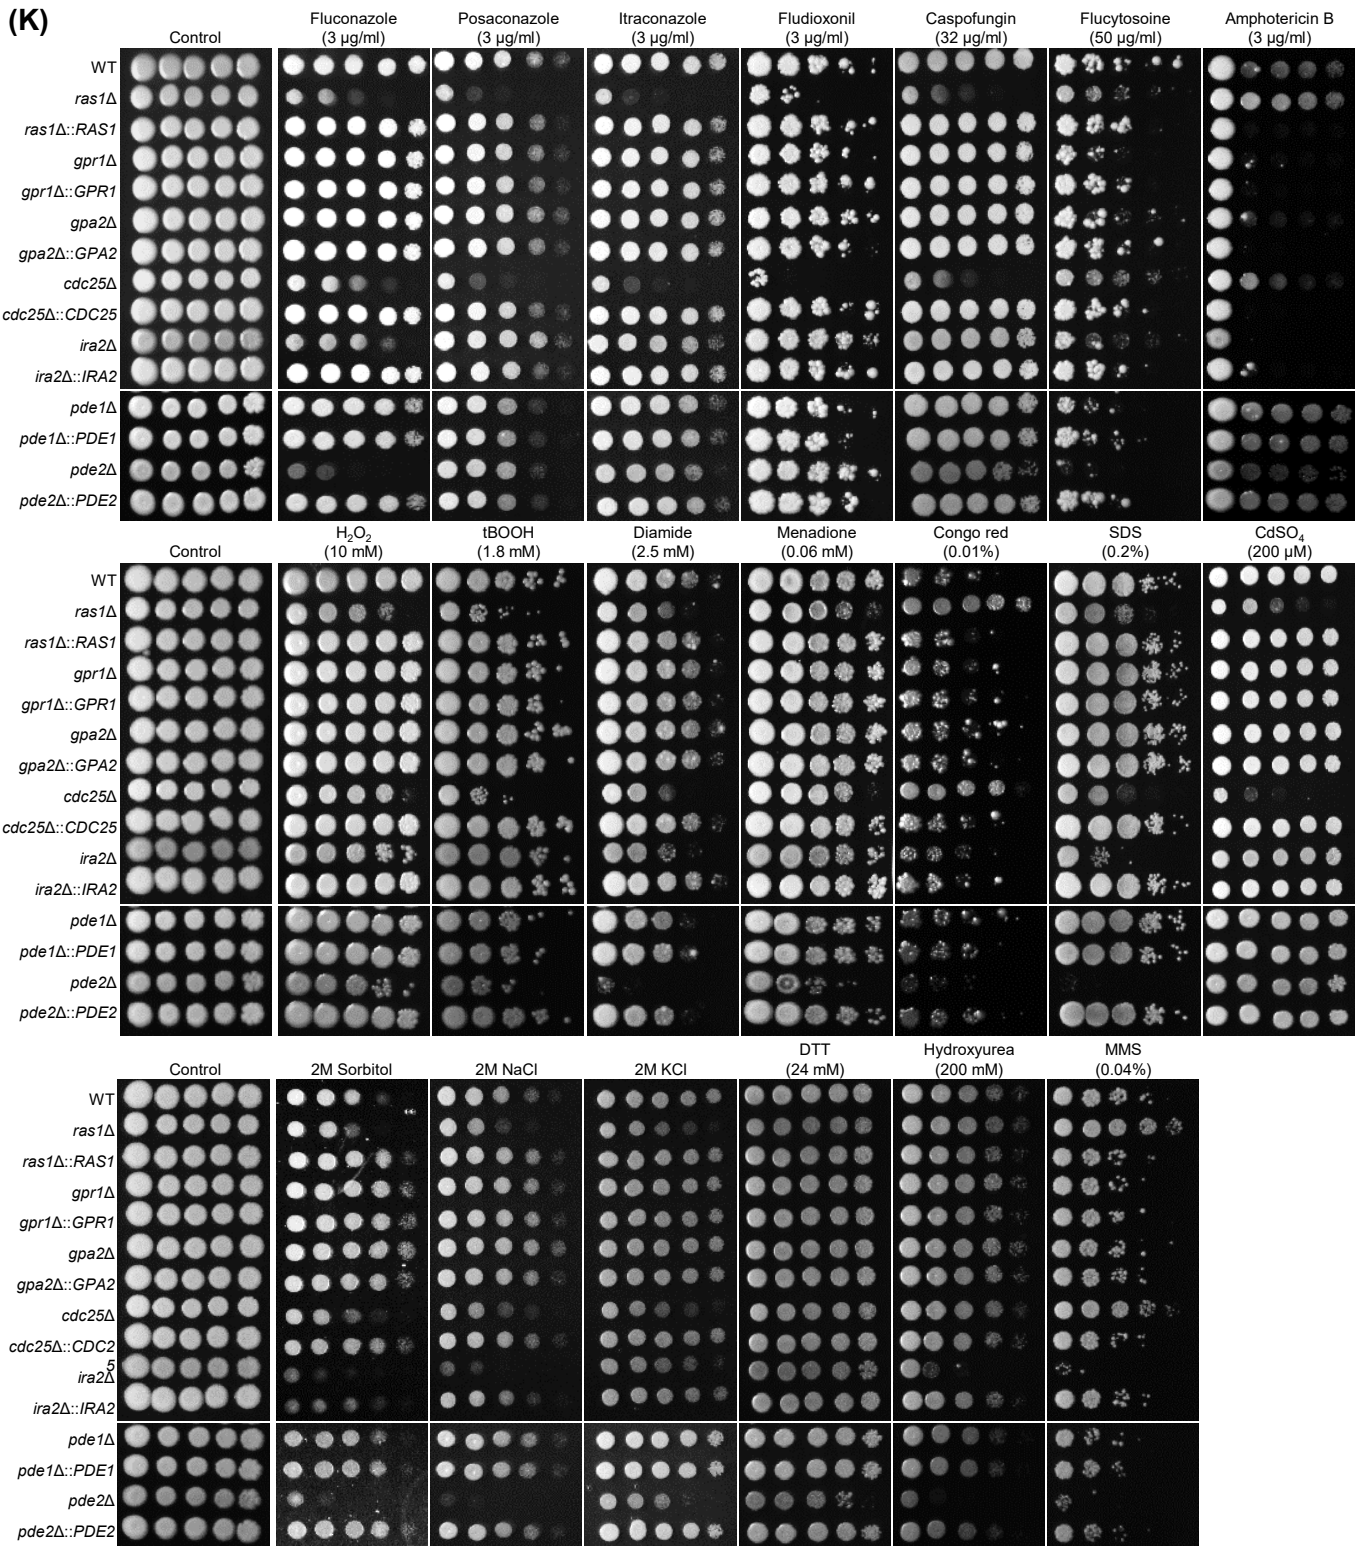 (K)
Control
Fluconazole
(3 µg/ml)
Posaconazole
(3 µg/ml)
Itraconazole
(3 µg/ml)
Fludioxonil
(3 µg/ml)
Caspofungin
(32 µg/ml)
Flucytosoine
(50 µg/ml)
Amphotericin B
(3 µg/ml)
WT
ras1Δ
ras1Δ::RAS1
gpr1Δ
gpr1Δ::GPR1
gpa2Δ
gpa2Δ::GPA2
cdc25Δ
cdc25Δ::CDC25
ira2Δ
ira2Δ::IRA2
pde1Δ
pde1Δ::PDE1
pde2Δ
pde2Δ::PDE2
Control
H₂O₂
(10 mM)
tBOOH
(1.8 mM)
Diamide
(2.5 mM)
Menadione
(0.06 mM)
Congo red
(0.01%)
SDS
(0.2%)
CdSO₄
(200 µM)
WT
ras1Δ
ras1Δ::RAS1
gpr1Δ
gpr1Δ::GPR1
gpa2Δ
gpa2Δ::GPA2
cdc25Δ
cdc25Δ::CDC25
ira2Δ
ira2Δ::IRA2
pde1Δ
pde1Δ::PDE1
pde2Δ
pde2Δ::PDE2
Control
2M Sorbitol
2M NaCl
2M KCl
DTT
(24 mM)
Hydroxyurea
(200 mM)
MMS
(0.04%)
WT
ras1Δ
ras1Δ::RAS1
gpr1Δ
gpr1Δ::GPR1
gpa2Δ
gpa2Δ::GPA2
cdc25Δ
cdc25Δ::CDC2
5
ira2Δ
ira2Δ::IRA2
pde1Δ
pde1Δ::PDE1
pde2Δ
pde2Δ::PDE2